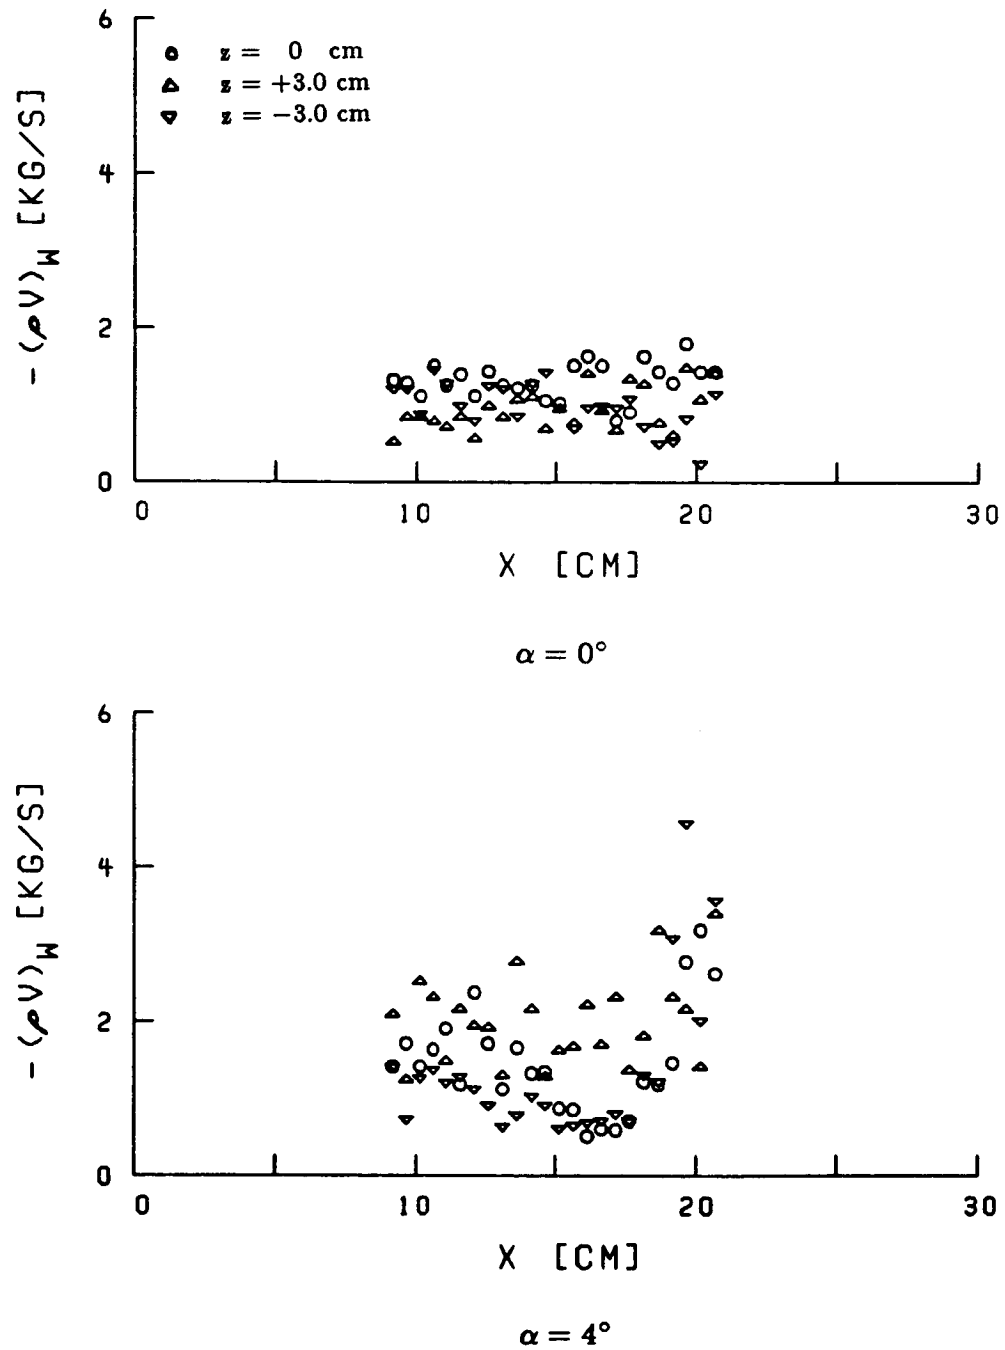 6
z = 0 cm
z = +3.0 cm
z = −3.0 cm
4
2
0
−(ρV)W [KG/S]
0 10 20 30
X [CM]
α = 0°
6
4
2
0
−(ρV)W [KG/S]
0 10 20 30
X [CM]
α = 4°